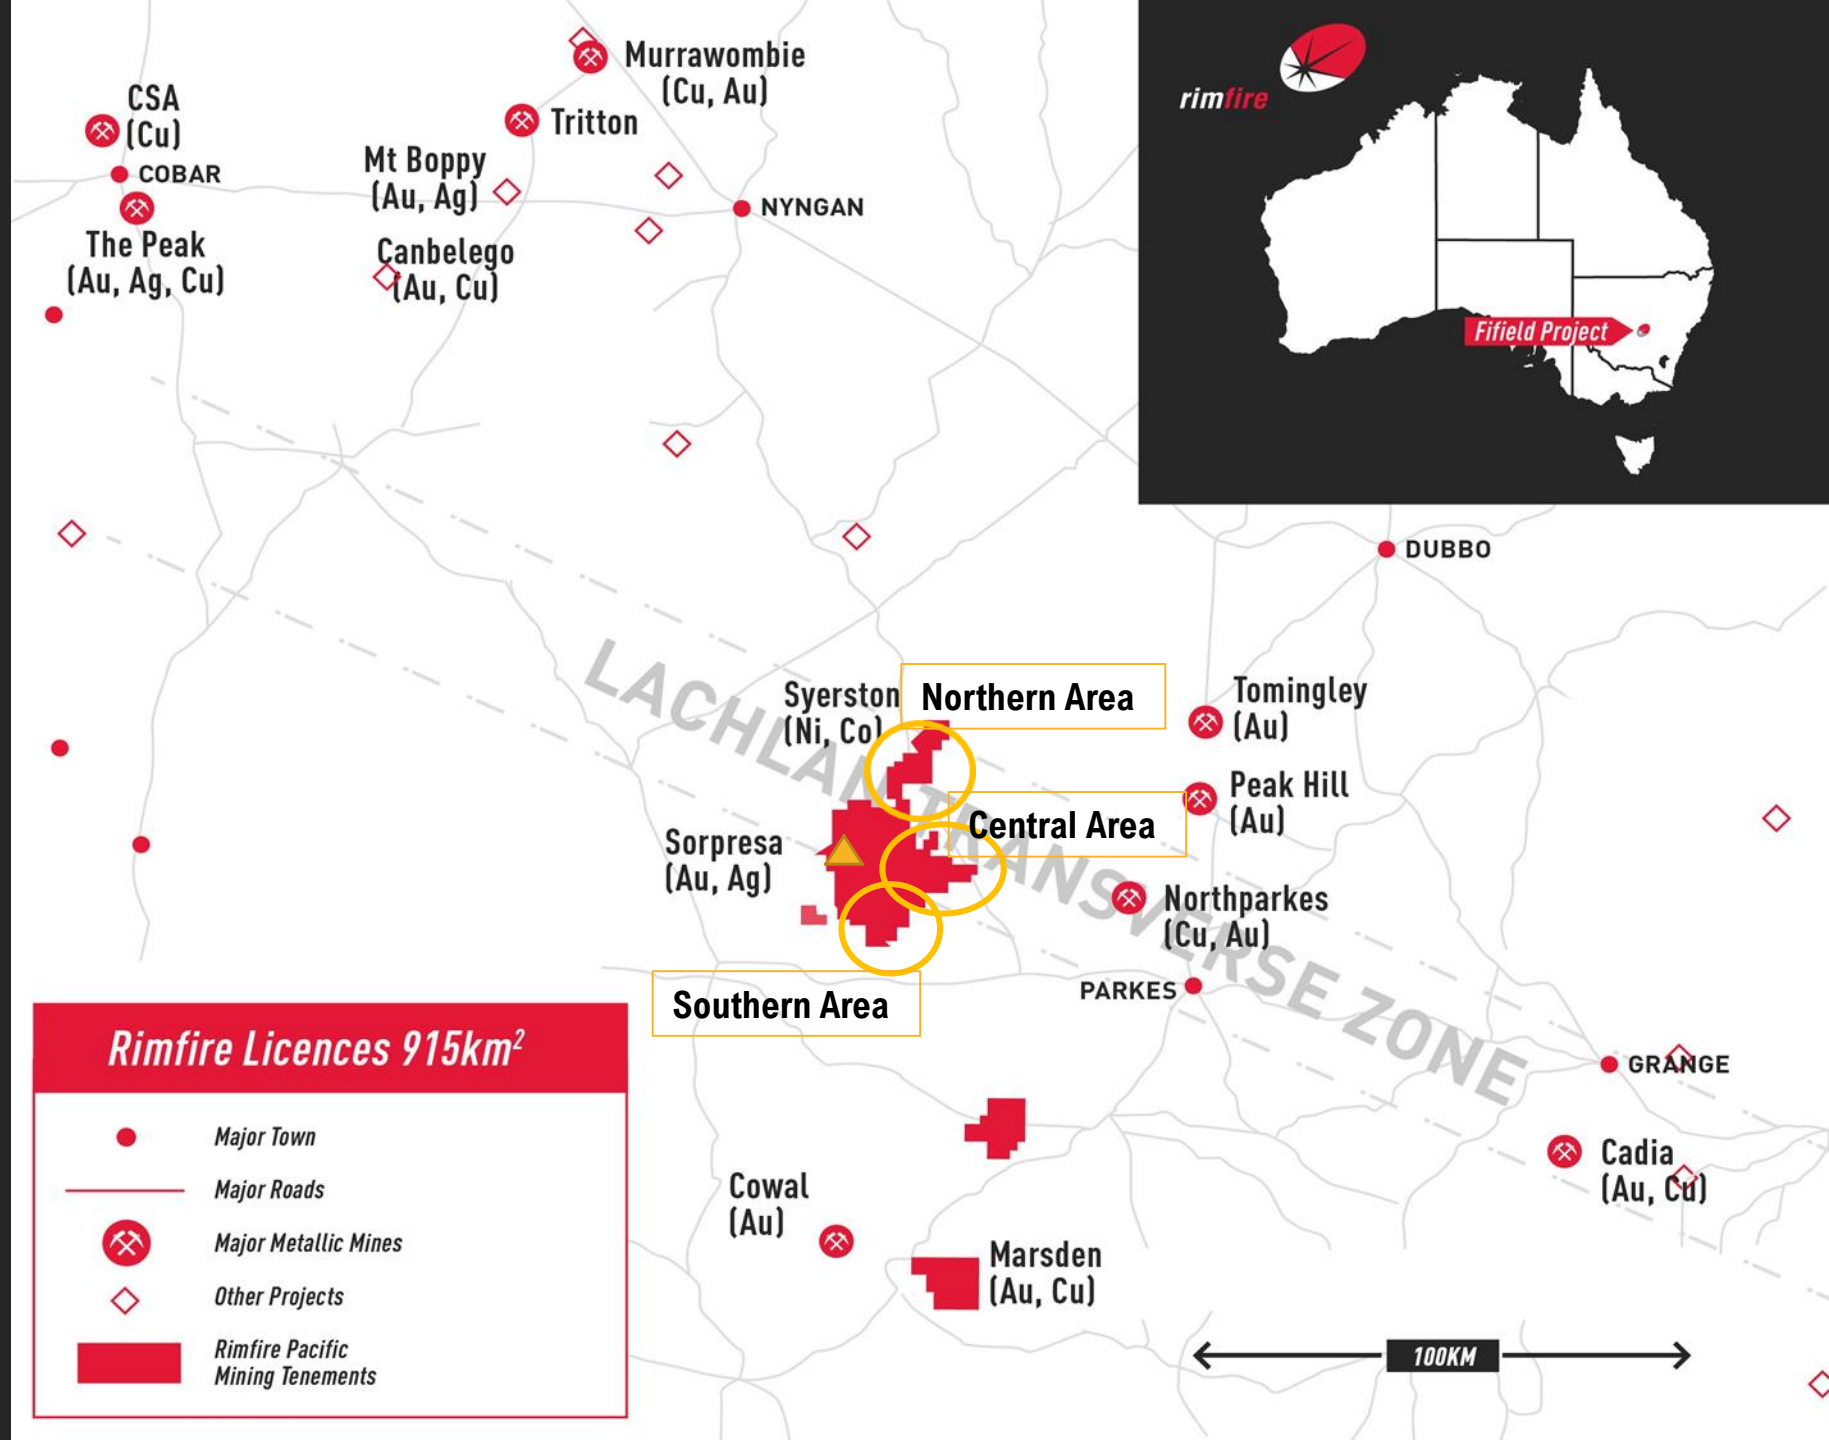 Murrawombie
(Cu, Au)
CSA
(Cu)
Tritton
COBAR
Mt Boppy
(Au, Ag)
NYNGAN
The Peak
(Au, Ag, Cu)
Canbelego
(Au, Cu)
rimfire
Fifield Project
DUBBO
LACHLAN TRANSVERSE ZONE
Syerston
(Ni, Co)
Northern Area
Tomingley
(Au)
Peak Hill
(Au)
Central Area
Sorpresa
(Au, Ag)
Northparkes
(Cu, Au)
PARKES
Southern Area
GRANGE
Cadia
(Au, Cu)
Cowal
(Au)
Marsden
(Au, Cu)
100KM
Rimfire Licences 915km²
Major Town
Major Roads
Major Metallic Mines
Other Projects
Rimfire Pacific
Mining Tenements